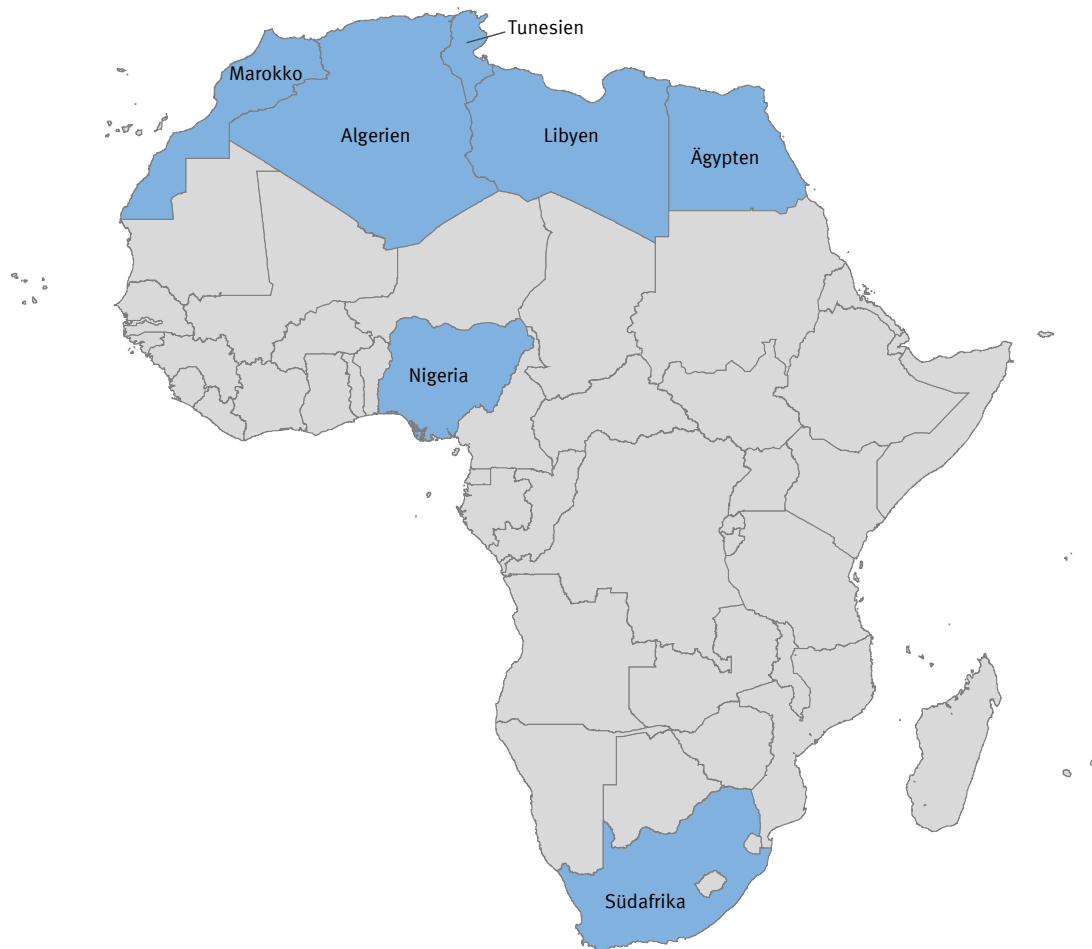 Tunesien
Marokko
Algerien
Libyen
Ägypten
Nigeria
Südafrika